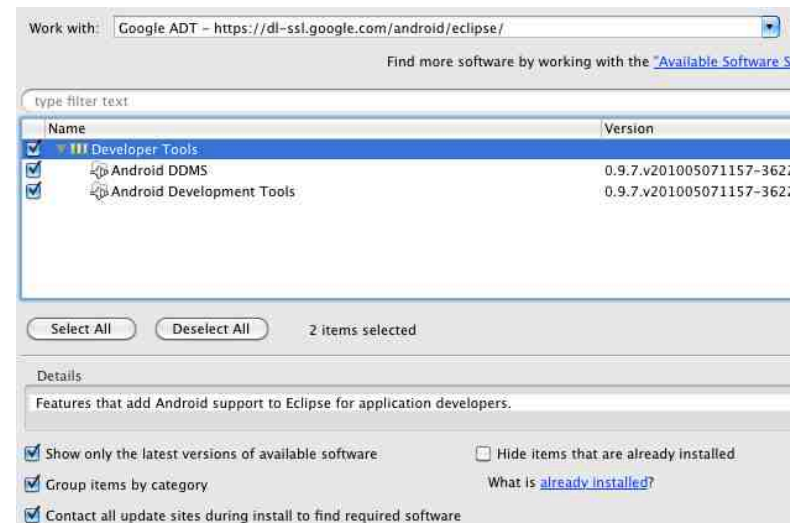 Work with: Google ADT – https://dl-ssl.google.com/android/eclipse/
Find more software by working with the "Available Software S
type filter text
Name Version
Developer Tools
Android DDMS 0.9.7.v201005071157-3622
Android Development Tools 0.9.7.v201005071157-3622
Select All Deselect All 2 items selected
Details
Features that add Android support to Eclipse for application developers.
Show only the latest versions of available software Hide items that are already installed
Group items by category What is already installed?
Contact all update sites during install to find required software